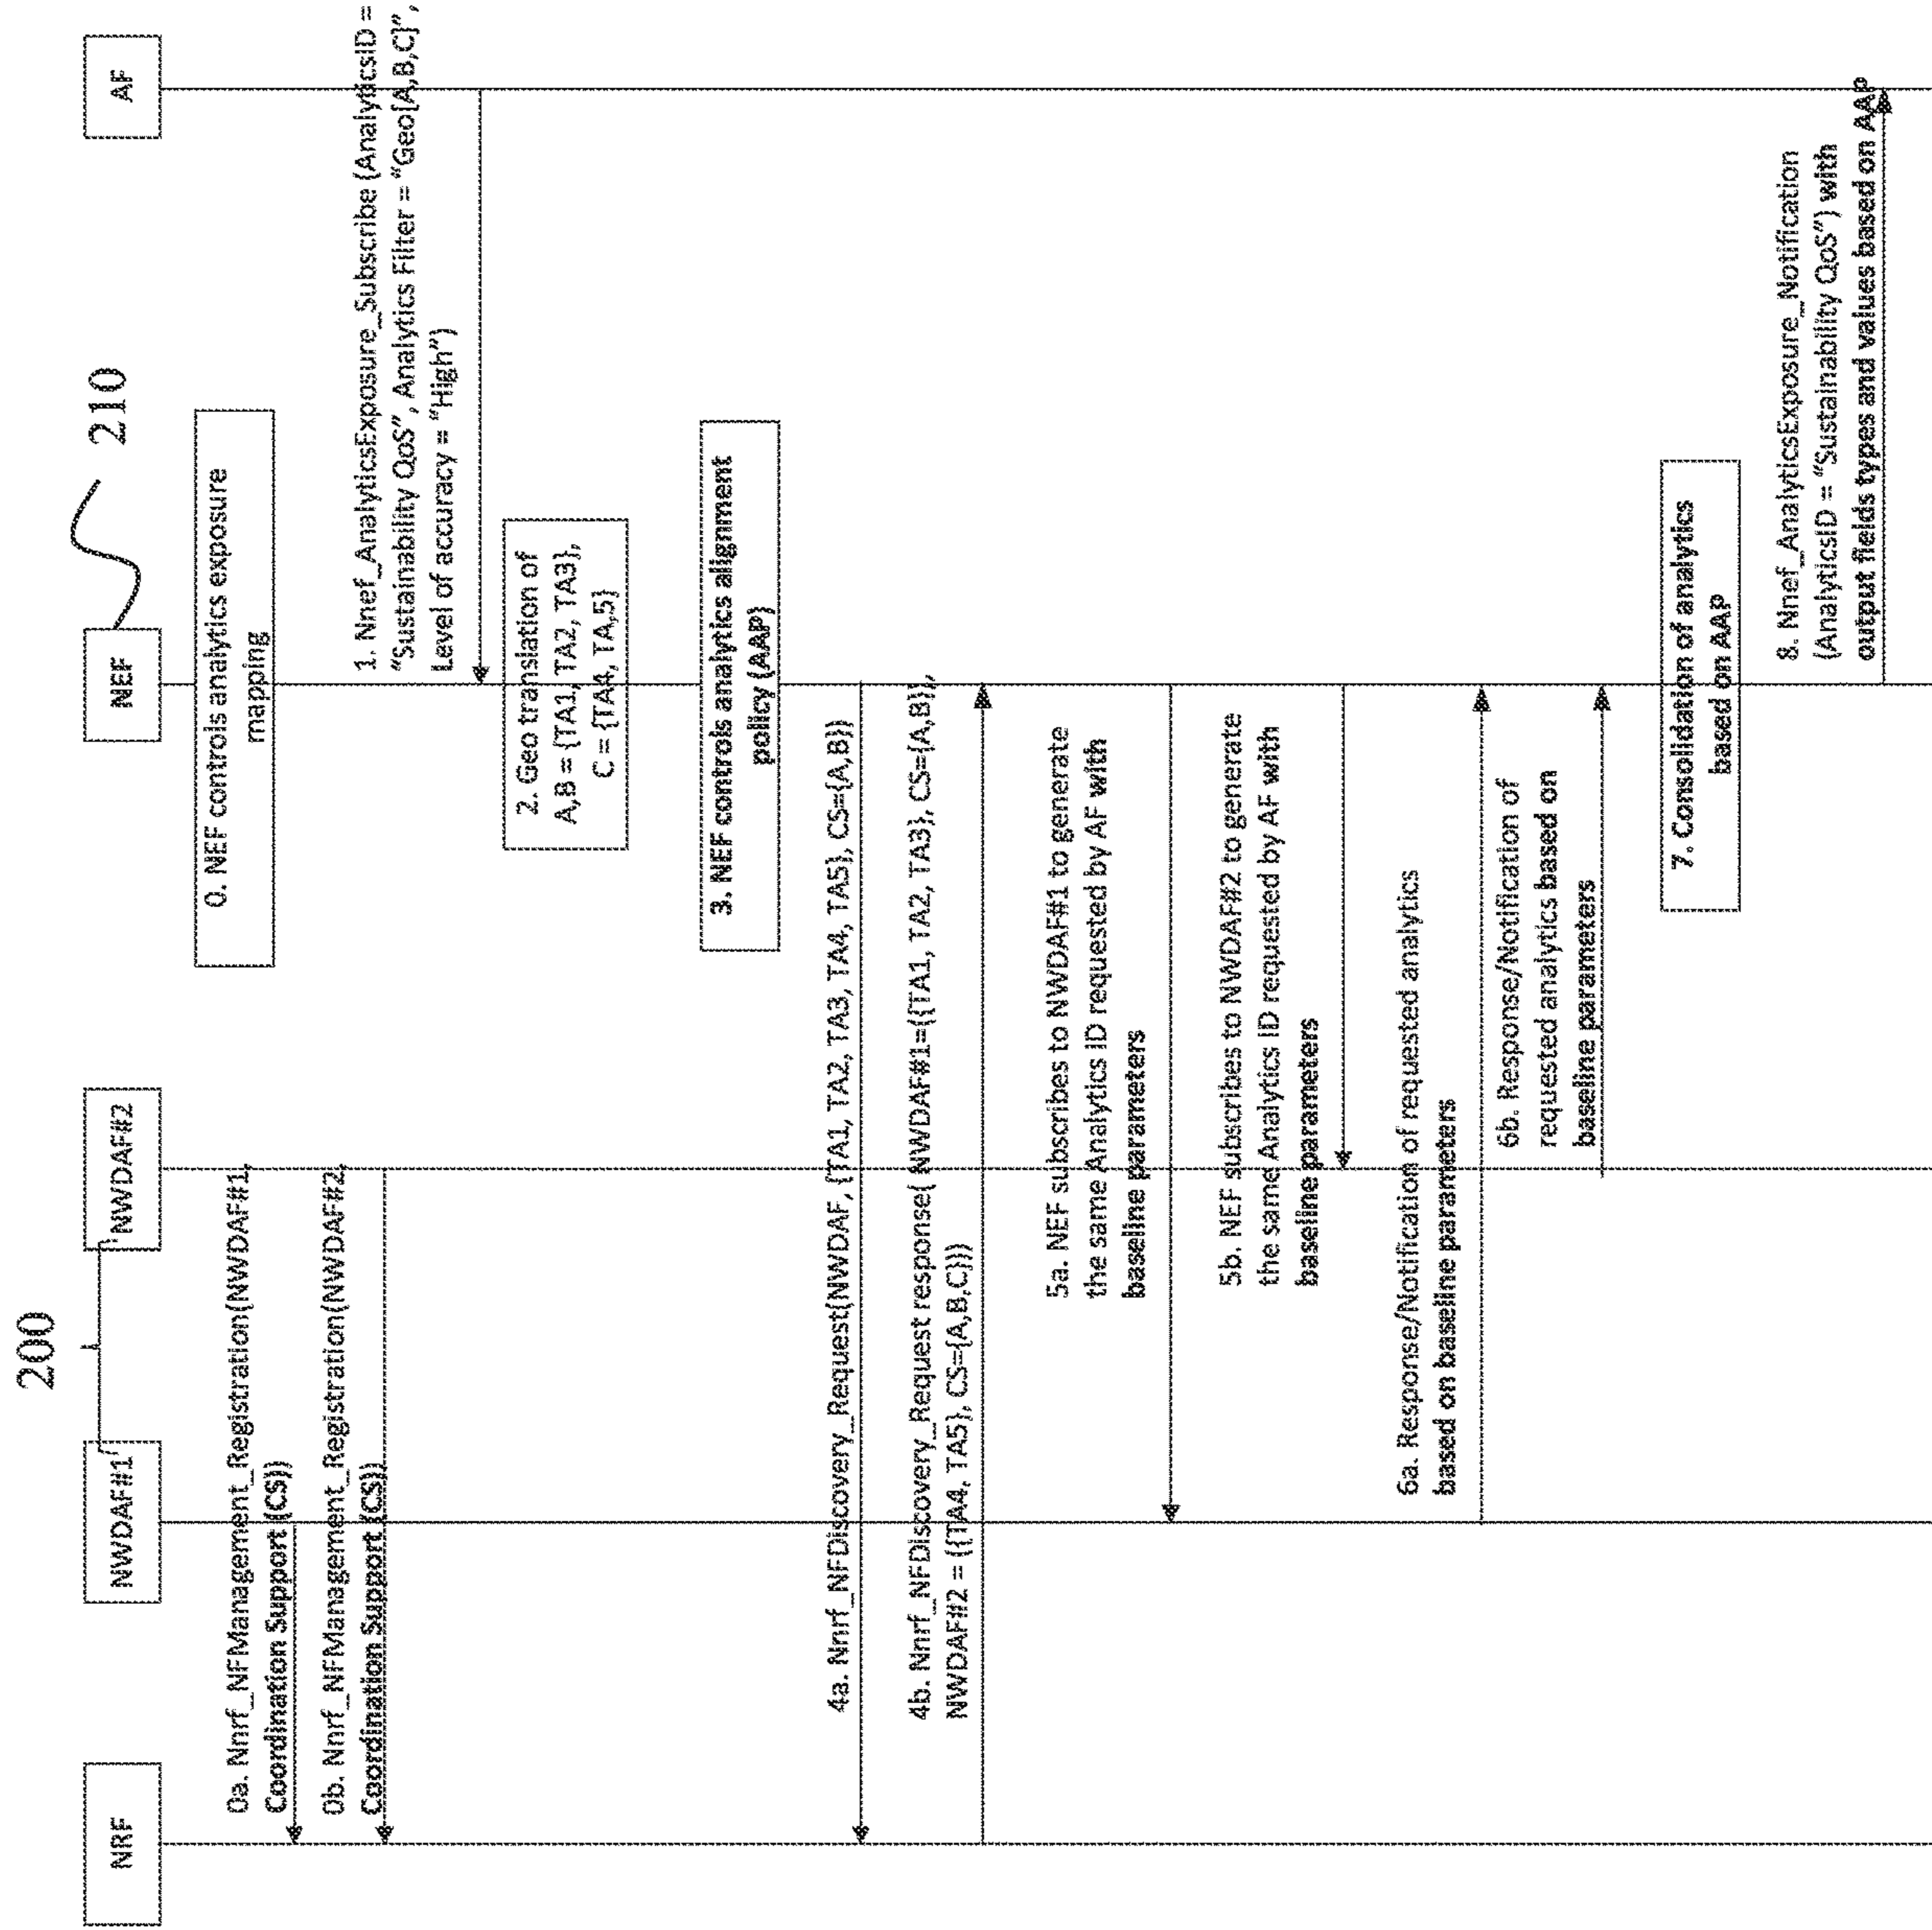 200
210
NRF
NWDAF#1
NWDAF#2
NEF
AF
0. NEF controls analytics exposure
mapping
0a. Nnrf_NFManagement_Registration(NWDAF#1,
Coordination Support (CS))
0b. Nnrf_NFManagement_Registration(NWDAF#2,
Coordination Support (CS))
1. Nnef_AnalyticsExposure_Subscribe (AnalyticsID =
"Sustainability QoS", Analytics Filter = "Geo[A,B,C]",
Level of accuracy = "High")
2. Geo translation of
A,B = {TA1, TA2, TA3},
C = {TA4, TA,5}
3. NEF controls analytics alignment
policy (AAP)
4a. Nnrf_NFDiscovery_Request(NWDAF, {TA1, TA2, TA3, TA4, TA5}, CS={A,B})
4b. Nnrf_NFDiscovery_Request response( NWDAF#1=({TA1, TA2, TA3}, CS={A,B}),
NWDAF#2 = ({TA4, TA5}, CS={A,B,C}))
5a. NEF subscribes to NWDAF#1 to generate
the same Analytics ID requested by AF with
baseline parameters
5b. NEF subscribes to NWDAF#2 to generate
the same Analytics ID requested by AF with
baseline parameters
6a. Response/Notification of requested analytics
based on baseline parameters
6b. Response/Notification of
requested analytics based on
baseline parameters
7. Consolidation of analytics
based on AAP
8. Nnef_AnalyticsExposure_Notification
(AnalyticsID = "Sustainability QoS") with
output fields types and values based on AAP